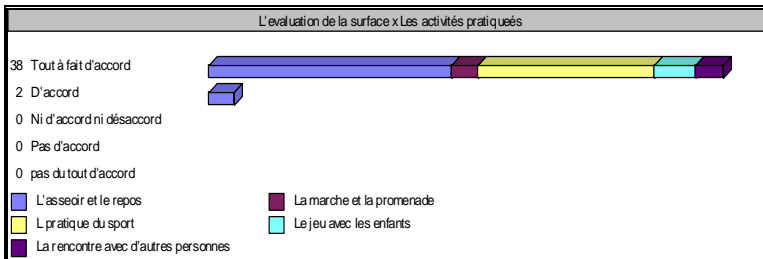 L'evaluation de la surface x Les activités pratiqueés
38 Tout à fait d'accord
2 D'accord
0 Ni d'accord ni désaccord
0 Pas d'accord
0 pas du tout d'accord
L'asseoir et le repos
La marche et la promenade
L pratique du sport
Le jeu avec les enfants
La rencontre avec d'autres personnes